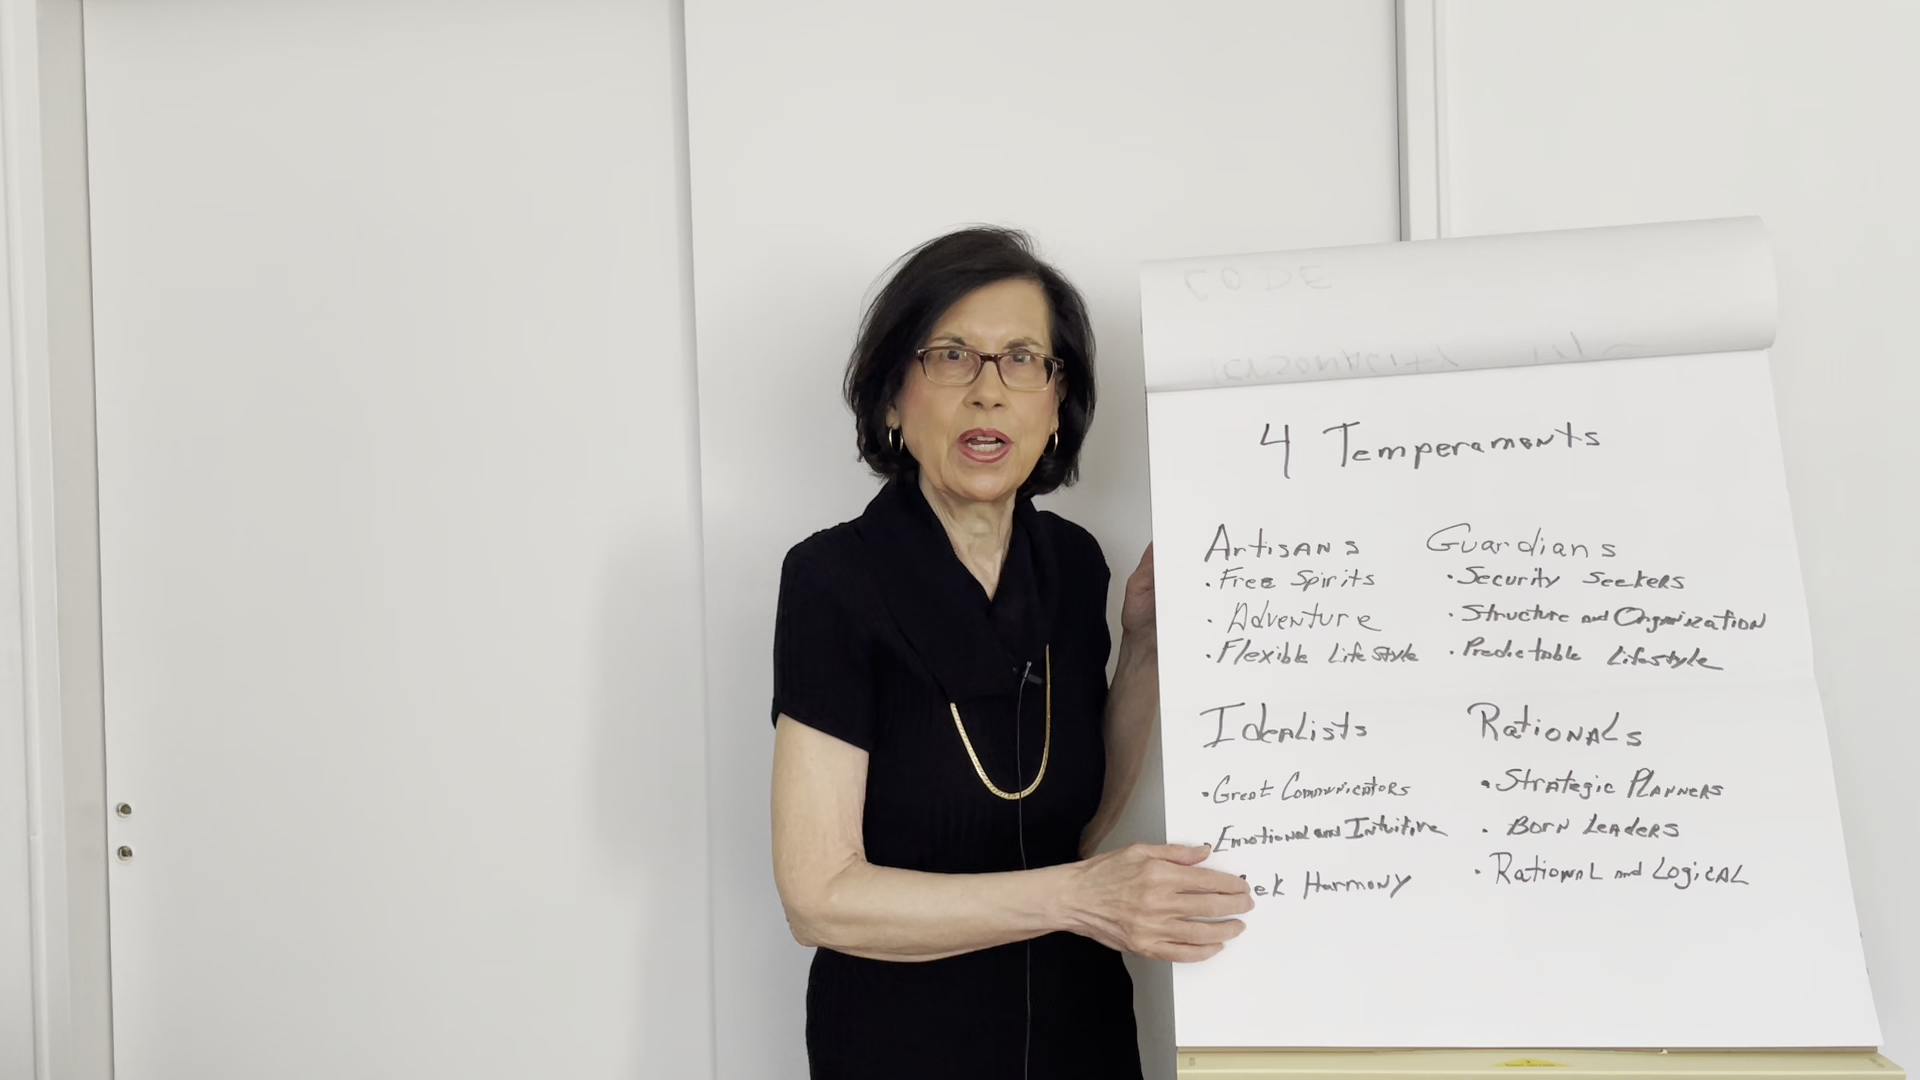 CODE
4 Temperaments
Artisans
• Free Spirits
• Adventure
• Flexible Lifestyle
Guardians
• Security Seekers
• Structure and Organization
• Predictable Lifestyle
Idealists
• Great Communicators
• Emotional and Intuitive
Harmony
Rationals
• Strategic Planners
• Born Leaders
• Rational and Logical